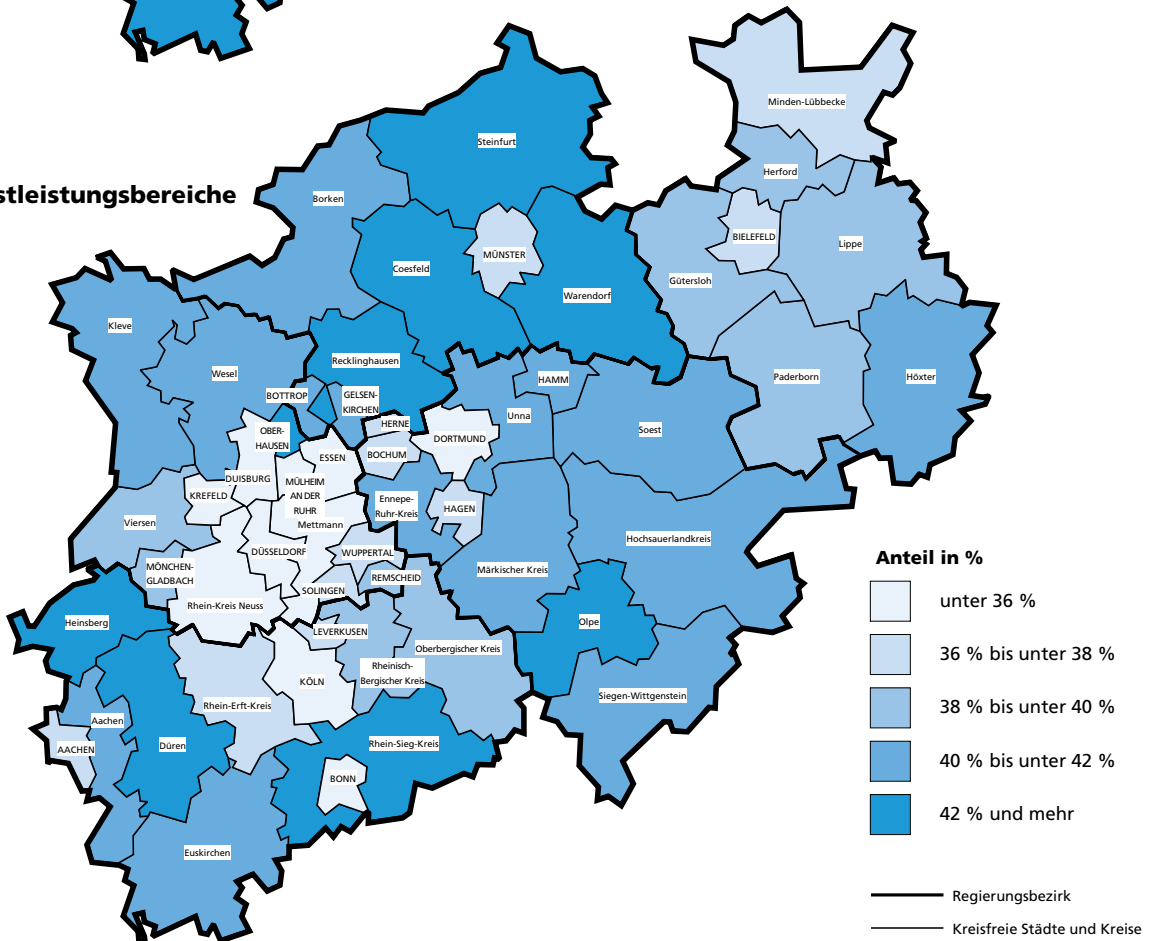 stleistungsbereiche
Minden-Lübbecke
Steinfurt
Herford
Borken
BIELEFELD
Lippe
MÜNSTER
Coesfeld
Gütersloh
Warendorf
Kleve
Recklinghausen
Wesel
HAMM
Paderborn
Höxter
BOTTROP
GELSEN-
KIRCHEN
Unna
HERNE
Soest
OBER-
HAUSEN
DORTMUND
ESSEN
BOCHUM
DUISBURG
MÜLHEIM
AN DER
RUHR
KREFELD
Ennepe-
Ruhr-Kreis
HAGEN
Viersen
Mettmann
Hochsauerlandkreis
DÜSSELDORF
WUPPERTAL
MÖNCHEN-
GLADBACH
Märkischer Kreis
REMSCHEID
SOLINGEN
Rhein-Kreis Neuss
Heinsberg
Olpe
LEVERKUSEN
Oberbergischer Kreis
Rheinisch-
Bergischer Kreis
KÖLN
Siegen-Wittgenstein
Rhein-Erft-Kreis
Aachen
AACHEN
Düren
Rhein-Sieg-Kreis
BONN
Euskirchen
Anteil in %
unter 36 %
36 % bis unter 38 %
38 % bis unter 40 %
40 % bis unter 42 %
42 % und mehr
Regierungsbezirk
Kreisfreie Städte und Kreise